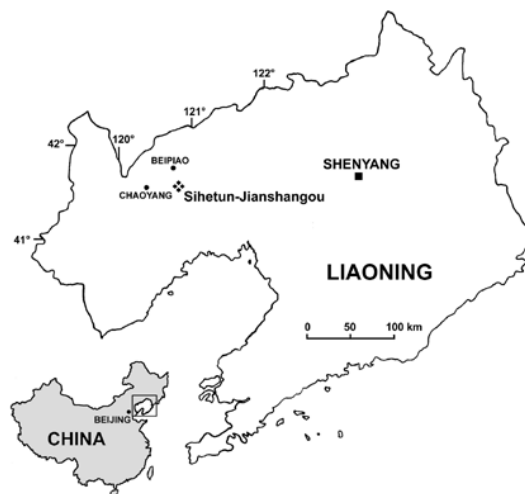 122°
121°
120°
42°
BEIPIAO
SHENYANG
CHAOYANG
Sihetun-Jianshangou
41°
LIAONING
0 50 100 km
BEIJING
CHINA